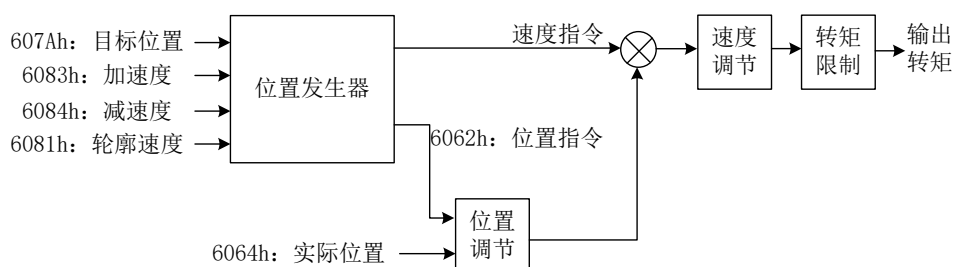 607Ah：目标位置
6083h：加速度
6084h：减速度
6081h：轮廓速度
位置发生器
速度指令
6062h：位置指令
6064h：实际位置
位置
调节
速度
调节
转矩
限制
输出
转矩